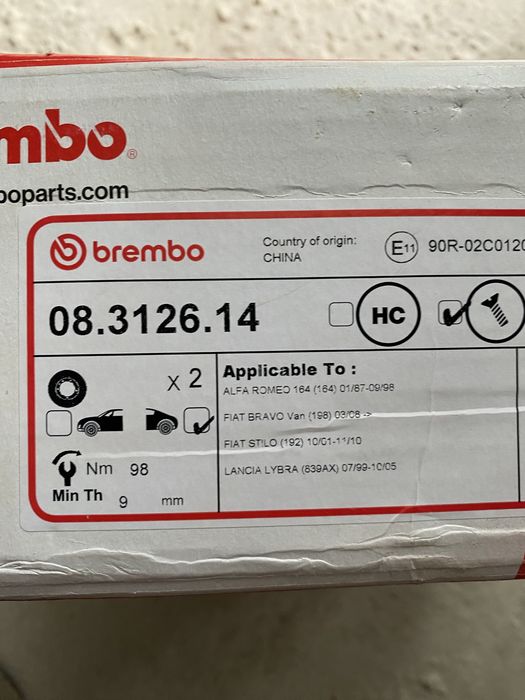 mbo®
boparts.com
brembo
Country of origin:
CHINA
E11
90R-02C0120
08.3126.14
HC
X 2
Applicable To :
ALFA ROMEO 164 (164) 01/87-09/98
FIAT BRAVO Van (198) 03/08 ->
FIAT STILO (192) 10/01-11/10
LANCIA LYBRA (839AX) 07/99-10/05
Nm 98
Min Th 9 mm